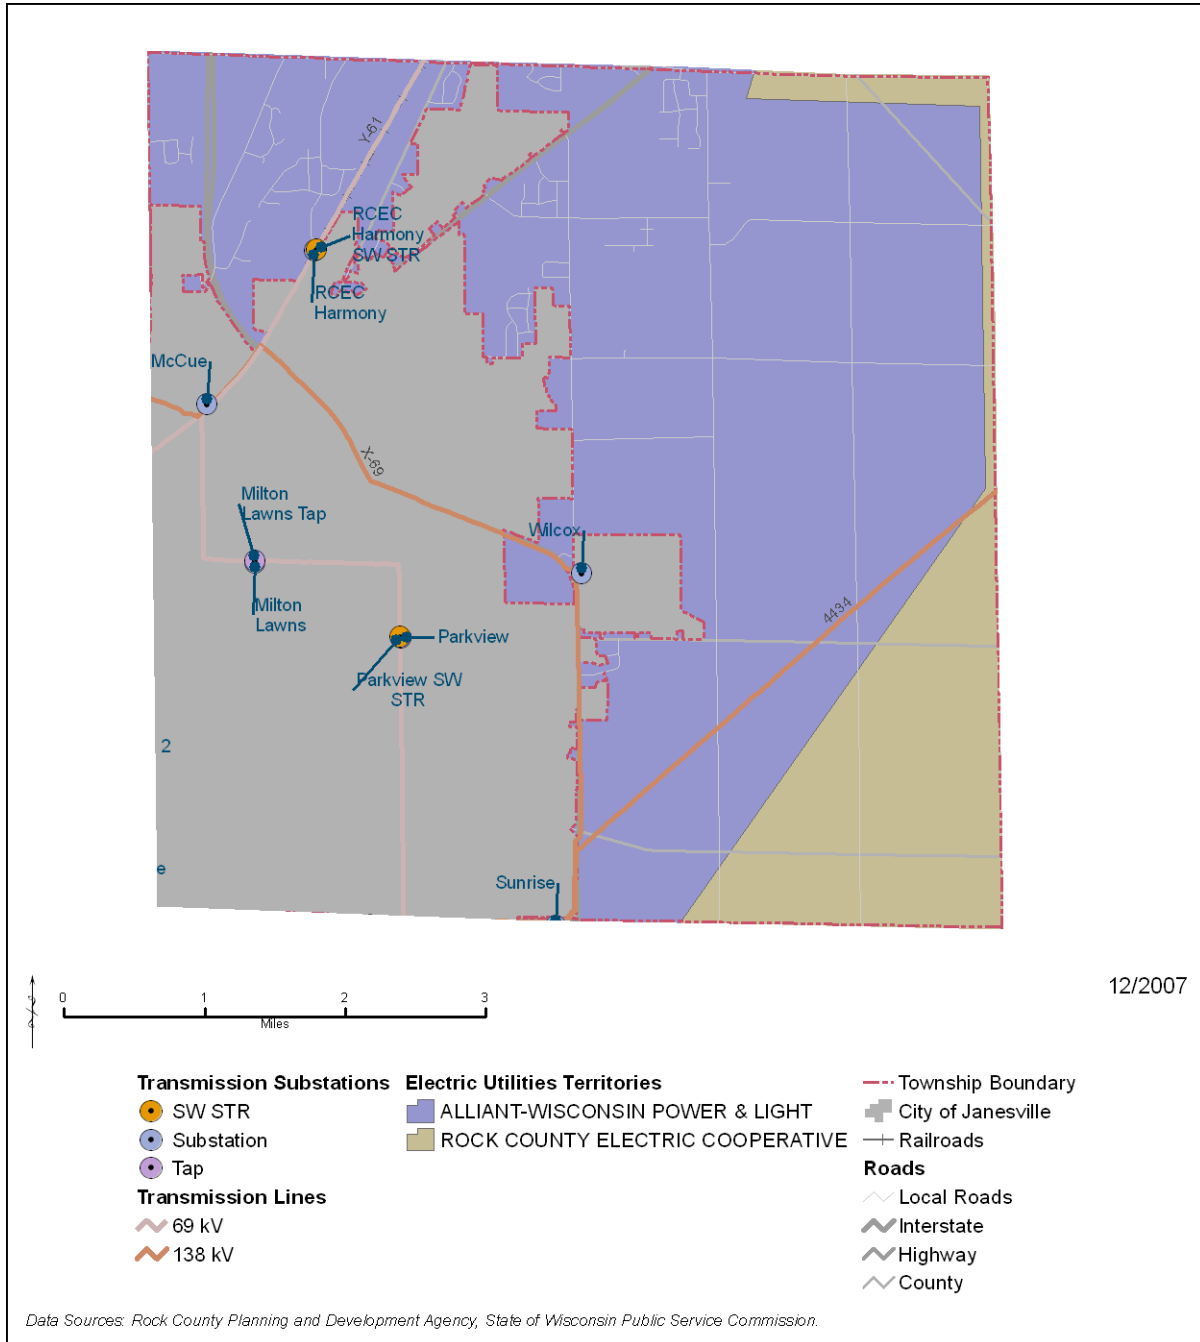 Y-61
RCEC
Harmony
SW STR
RCEC
Harmony
McCue
X-69
Milton
Lawns Tap
Wilcox
Milton
Lawns
4434
Parkview
Parkview SW
STR
2
e
Sunrise
12/2007
0 1 2 3
Miles
Transmission Substations
SW STR
Substation
Tap
Transmission Lines
69 kV
138 kV
Electric Utilities Territories
ALLIANT-WISCONSIN POWER & LIGHT
ROCK COUNTY ELECTRIC COOPERATIVE
Township Boundary
City of Janesville
Railroads
Roads
Local Roads
Interstate
Highway
County
Data Sources: Rock County Planning and Development Agency, State of Wisconsin Public Service Commission.